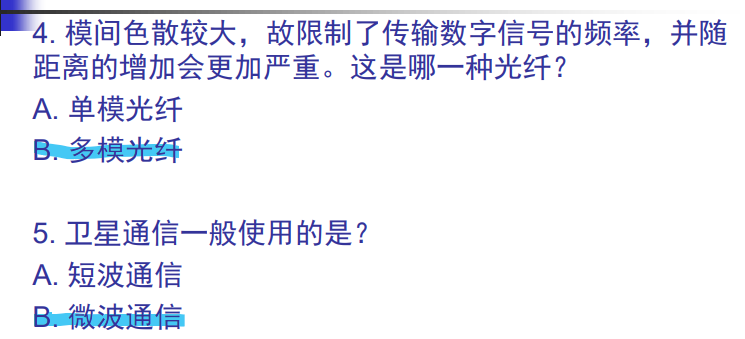 4. 模间色散较大，故限制了传输数字信号的频率，并随
距离的增加会更加严重。这是哪一种光纤？
A. 单模光纤
B. 多模光纤
5. 卫星通信一般使用的是？
A. 短波通信
B. 微波通信